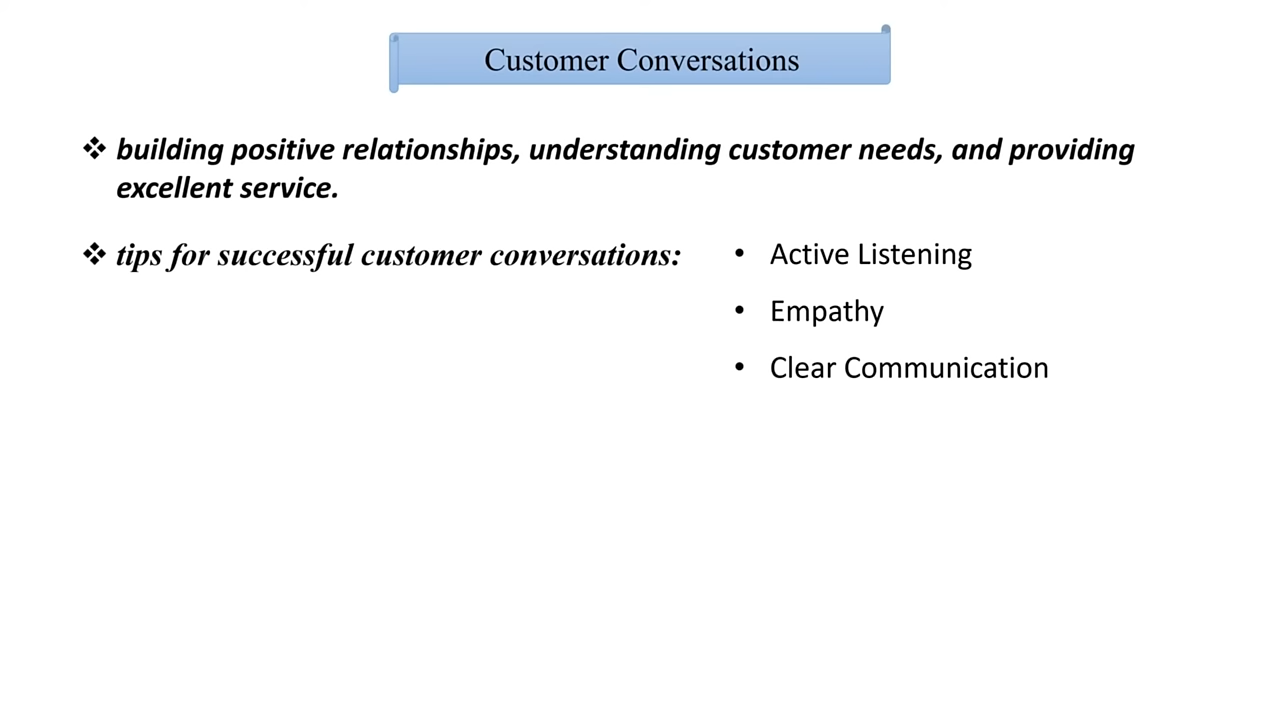 Customer Conversations
❖ building positive relationships, understanding customer needs, and providing
excellent service.
❖ tips for successful customer conversations:
• Active Listening
• Empathy
• Clear Communication